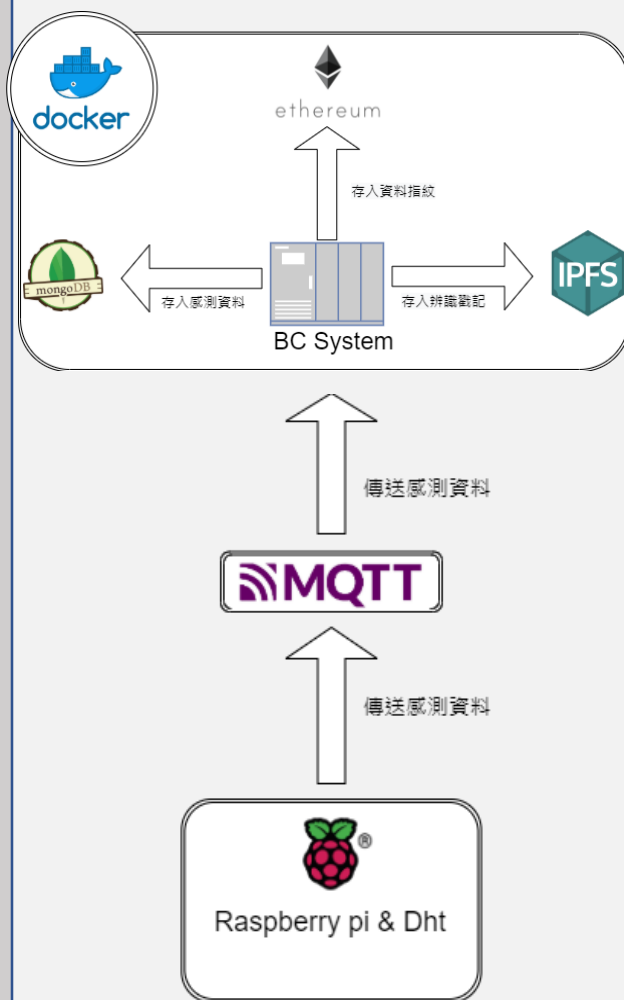 docker
ethereum
存入資料指紋
mongoDB
存入感測資料
存入辨識戳記
IPFS
BC System
傳送感測資料
MQTT
傳送感測資料
®
Raspberry pi & Dht